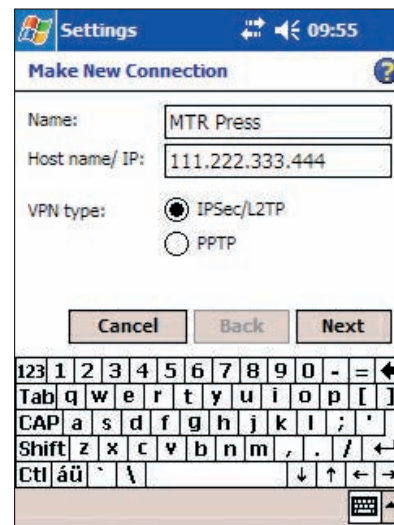 Settings 09:55
Make New Connection ?
Name: MTR Press
Host name/ IP: 111.222.333.444
VPN type: IPSec/L2TP
PPTP
Cancel Back Next
123 1 2 3 4 5 6 7 8 9 0 - =
Tab q w e r t y u i o p [ ]
CAP a s d f g h j k l ; '
Shift z x c v b n m , . /
Ctl áü ` \